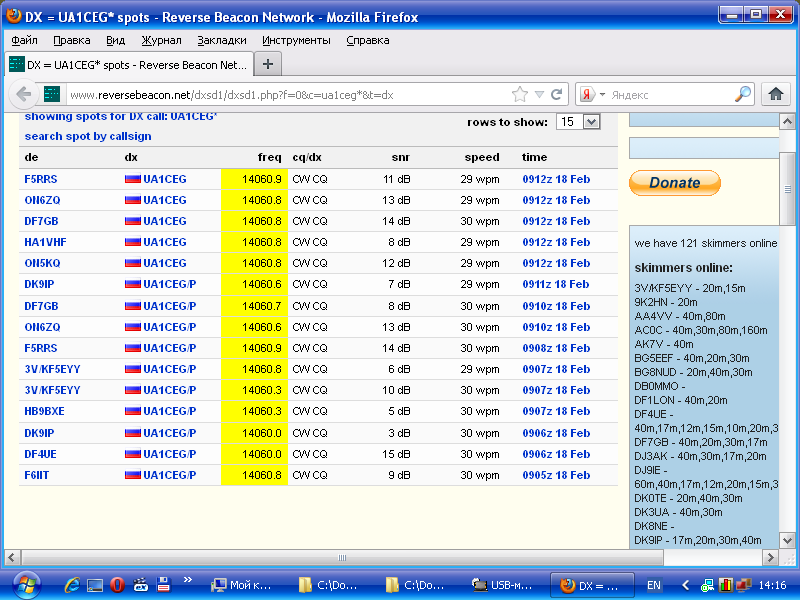 DX = UA1CEG* spots - Reverse Beacon Network - Mozilla Firefox
Файл Правка Вид Журнал Закладки Инструменты Справка
DX = UA1CEG* spots - Reverse Beacon Net...
www.reversebeacon.net/dxsd1/dxsd1.php?f=0&c=ua1ceg*&t=dx
Яндекс
showing spots for DX call: UA1CEG*
rows to show: 15
search spot by callsign
de dx freq cq/dx snr speed time
F5RRS UA1CEG 14060.9 CW CQ 11 dB 29 wpm 0912z 18 Feb
ON6ZQ UA1CEG 14060.8 CW CQ 13 dB 29 wpm 0912z 18 Feb
DF7GB UA1CEG 14060.8 CW CQ 14 dB 30 wpm 0912z 18 Feb
HA1VHF UA1CEG 14060.8 CW CQ 8 dB 29 wpm 0912z 18 Feb
ON5KQ UA1CEG 14060.8 CW CQ 12 dB 29 wpm 0912z 18 Feb
DK9IP UA1CEG/P 14060.6 CW CQ 7 dB 29 wpm 0911z 18 Feb
DF7GB UA1CEG/P 14060.7 CW CQ 8 dB 30 wpm 0910z 18 Feb
ON6ZQ UA1CEG/P 14060.6 CW CQ 13 dB 30 wpm 0910z 18 Feb
F5RRS UA1CEG/P 14060.9 CW CQ 14 dB 30 wpm 0908z 18 Feb
3V/KF5EYY UA1CEG/P 14060.8 CW CQ 6 dB 29 wpm 0907z 18 Feb
3V/KF5EYY UA1CEG/P 14060.3 CW CQ 10 dB 30 wpm 0907z 18 Feb
HB9BXE UA1CEG/P 14060.3 CW CQ 5 dB 30 wpm 0907z 18 Feb
DK9IP UA1CEG/P 14060.0 CW CQ 3 dB 30 wpm 0906z 18 Feb
DF4UE UA1CEG/P 14060.0 CW CQ 15 dB 30 wpm 0906z 18 Feb
F6IIT UA1CEG/P 14060.8 CW CQ 9 dB 30 wpm 0905z 18 Feb
Donate
we have 121 skimmers online
skimmers online:
3V/KF5EYY - 20m,15m
9K2HN - 20m
AA4VV - 40m,80m
AC0C - 40m,30m,80m,160m
AK7V - 40m
BG5EEF - 40m,20m,30m
BG8NUD - 20m,40m,30m
DB0MMO -
DF1LON - 40m,20m
DF4UE -
40m,17m,12m,15m,10m,20m,3
DF7GB - 40m,20m,30m,17m
DJ3AK - 40m,30m,17m,20m
DJ9IE -
60m,40m,17m,12m,20m,15m,3
DK0TE - 20m,40m,30m
DK3UA - 40m,30m
DK8NE -
DK9IP - 17m,20m,30m,40m
Мой к... C:\Do... C:\Do... USB-м... DX = ... EN 14:16